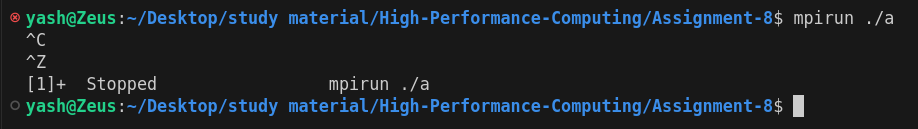 yash@Zeus:~/Desktop/study material/High-Performance-Computing/Assignment-8$ mpirun ./a
^C
^Z
[1]+  Stopped                 mpirun ./a
yash@Zeus:~/Desktop/study material/High-Performance-Computing/Assignment-8$